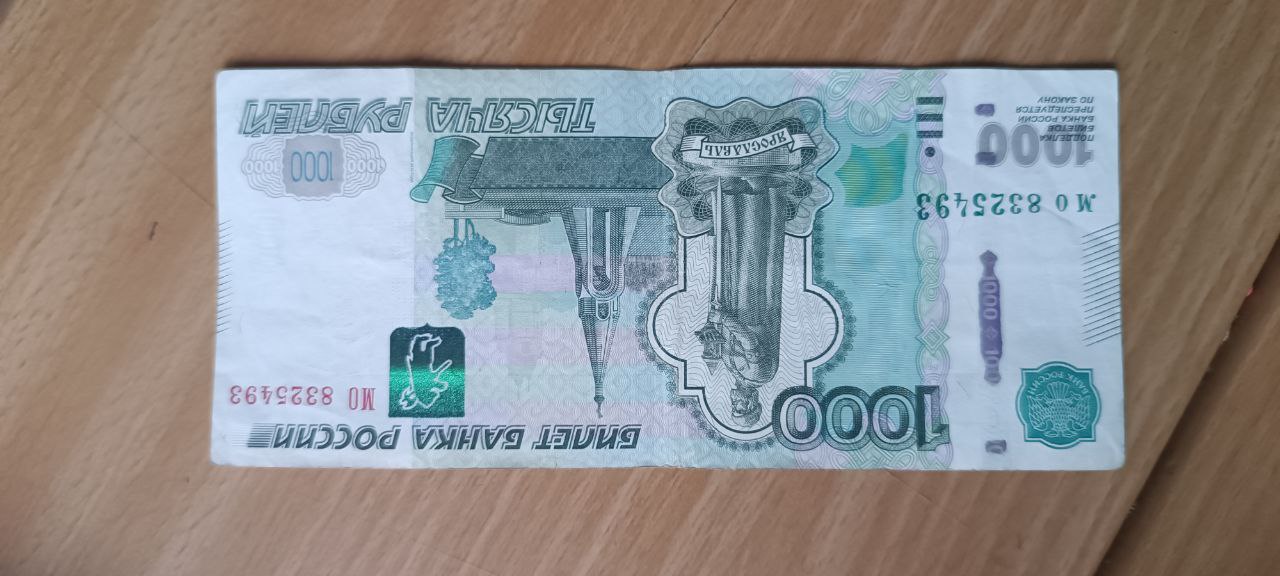 1000
БИЛЕТ БАНКА РОССИИ
БАНК РОССИИ
МО 8325493
1000 1000
МО 8325493
1000
ПОДДЕЛКА
БИЛЕТОВ
БАНКА РОССИИ
ПРЕСЛЕДУЕТСЯ
ПО ЗАКОНУ
ЯРОСЛАВЛЬ
1000 1000 1000
ТЫСЯЧА РУБЛЕЙ